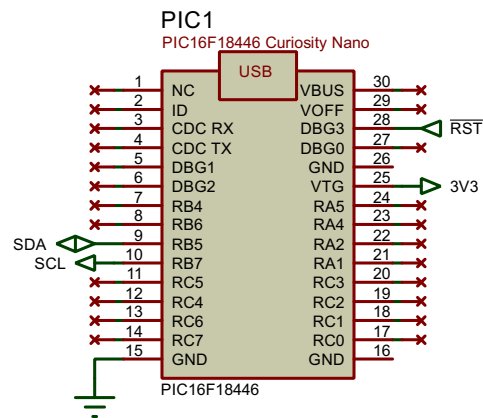 PIC1
PIC16F18446 Curiosity Nano
USB
1 NC VBUS 30
2 ID VOFF 29
3 CDC RX DBG3 28 RST
4 CDC TX DBG0 27
5 DBG1 GND 26
6 DBG2 VTG 25 3V3
7 RB4 RA5 24
8 RB6 RA4 23
SDA 9 RB5 RA2 22
SCL 10 RB7 RA1 21
11 RC5 RC3 20
12 RC4 RC2 19
13 RC6 RC1 18
14 RC7 RC0 17
15 GND GND 16
PIC16F18446